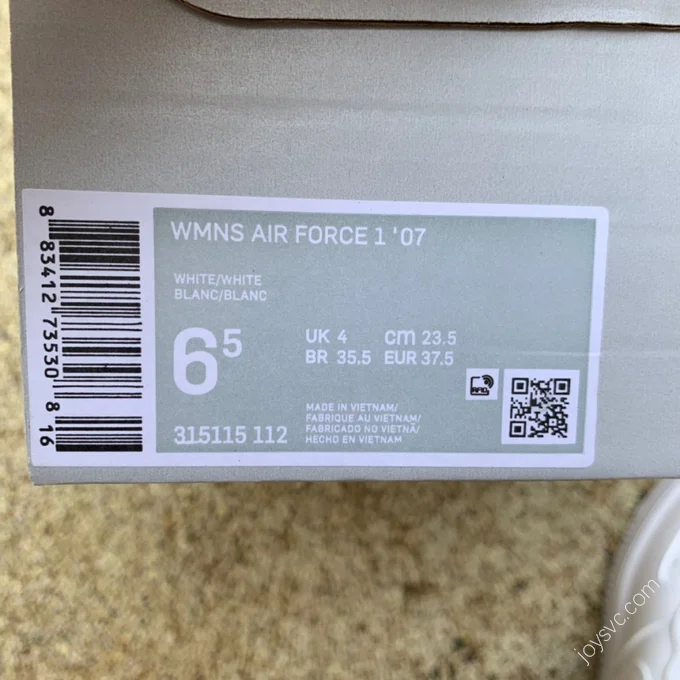 WMNS AIR FORCE 1 '07
WHITE/WHITE
BLANC/BLANC
6⁵
UK 4 cm 23.5
BR 35.5 EUR 37.5
MADE IN VIETNAM/
FABRIQUE AU VIETNAM/
FABRICADO NO VIETNÃ/
HECHO EN VIETNAM
315115 112
8 83412 73530 8 16
joysvc.com